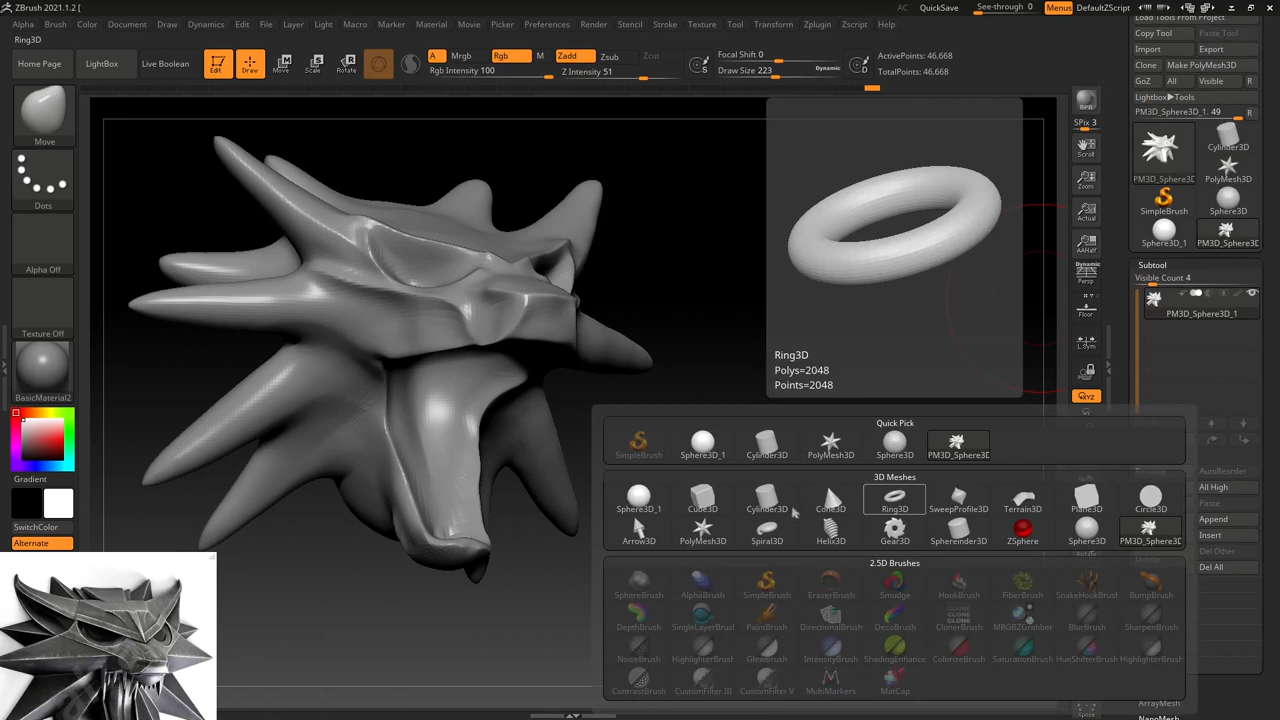 ZBrush 2021.1.2 [
AC QuickSave See-through 0 Menus DefaultZScript
Alpha Brush Color Document Draw Dynamics Edit File Layer Light Macro Marker Material Movie Picker Preferences Render Stencil Stroke Texture Tool Transform Zplugin Zscript Help
Ring3D
Home Page LightBox Live Boolean Edit Draw Move Scale Rotate
A Mrgb Rgb M Zadd Zsub Zcut
Rgb Intensity 100 Z Intensity 51
Focal Shift 0
Draw Size 223 Dynamic
S D
ActivePoints: 46,668
TotalPoints: 46,668
Move
Dots
Alpha Off
Texture Off
BasicMaterial2
Gradient
SwitchColor
Alternate
Ring3D
Polys=2048
Points=2048
Quick Pick
SimpleBrush Sphere3D_1 Cylinder3D PolyMesh3D Sphere3D PM3D_Sphere3D
3D Meshes
Sphere3D_1 Cube3D Cylinder3D Cone3D Ring3D SweepProfile3D Terrain3D Plane3D Circle3D
Arrow3D PolyMesh3D Spiral3D Helix3D Gear3D Sphereinder3D ZSphere Sphere3D PM3D_Sphere3D
2.5D Brushes
SphereBrush AlphaBrush SimpleBrush EraserBrush Smudge HookBrush FiberBrush SnakeHookBrush BumpBrush
DepthBrush SingleLayerBrush PaintBrush DirectionalBrush DecoBrush ClonerBrush MRGBZGrabber BlurBrush SharpenBrush
NoiseBrush HighlighterBrush GlowBrush IntensityBrush ShadingEnhance ColorizeBrush SaturationBrush HueShifterBrush HighlighterBrush
ContrastBrush CustomFilter III CustomFilter V MultiMarkers MatCap
BPR
SPix 3
Scroll
Zoom
Actual
AAHalf
Dynamic
Persp
Floor
L.Sym
XYZ
Xpose
Load Tools From Project
Copy Tool Paste Tool
Import Export
Clone Make PolyMesh3D
GoZ All Visible R
Lightbox▶Tools
PM3D_Sphere3D_1. 49 R
PM3D_Sphere3D Cylinder3D
PolyMesh3D
SimpleBrush Sphere3D
Sphere3D_1 PM3D_Sphere3D
Subtool
Visible Count 4
PM3D_Sphere3D_1
AutoReorder
All High
Paste
Append
Insert
Del Other
Del All
ArrayMesh
NanoMesh